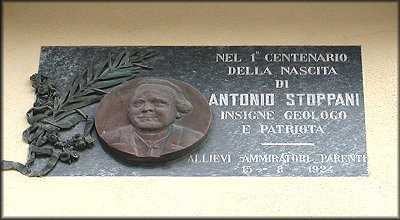 NEL 1° CENTENARIO
DELLA NASCITA
DI
ANTONIO STOPPANI
INSIGNE GEOLOGO
E PATRIOTA
ALLIEVI AMMIRATORI PARENTI
15 - 8 - 1924